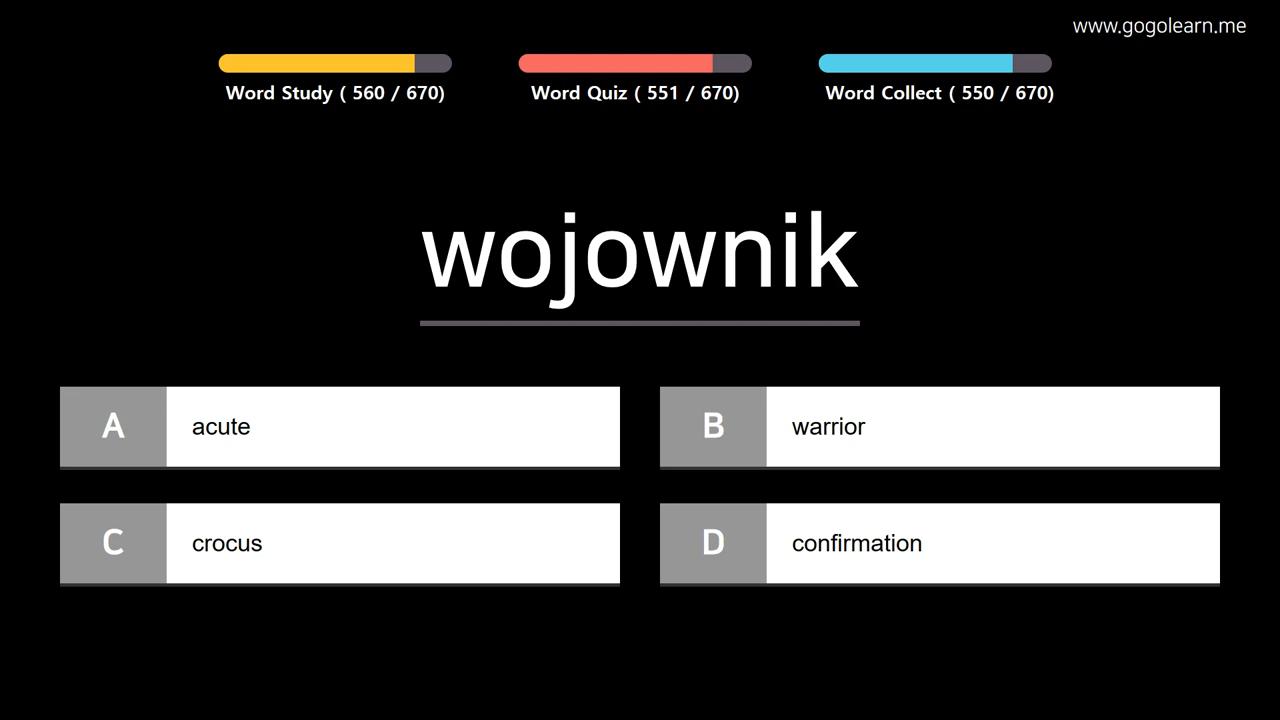 www.gogolearn.me
Word Study ( 560 / 670)
Word Quiz ( 551 / 670)
Word Collect ( 550 / 670)
wojownik
A acute
B warrior
C crocus
D confirmation